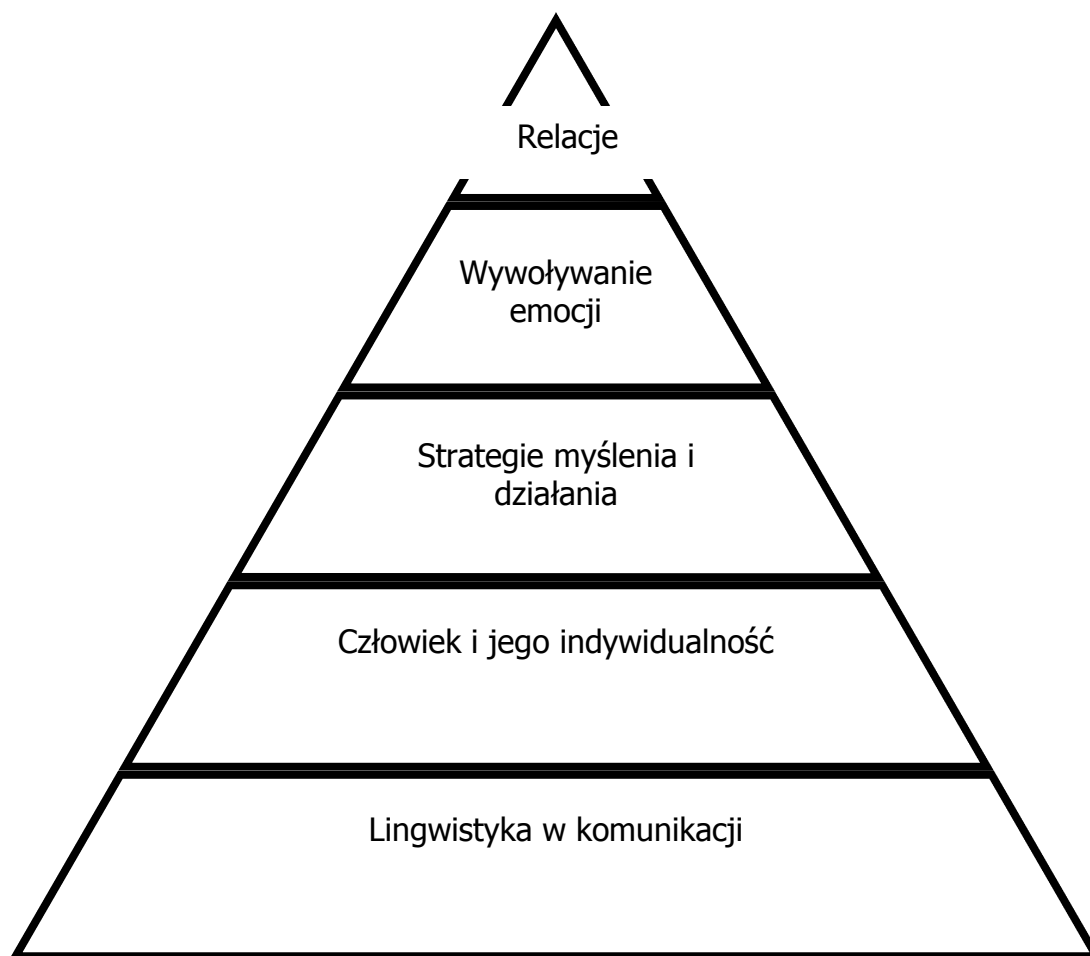 Relacje
Wywoływanie
emocji
Strategie myślenia i
działania
Człowiek i jego indywidualność
Lingwistyka w komunikacji